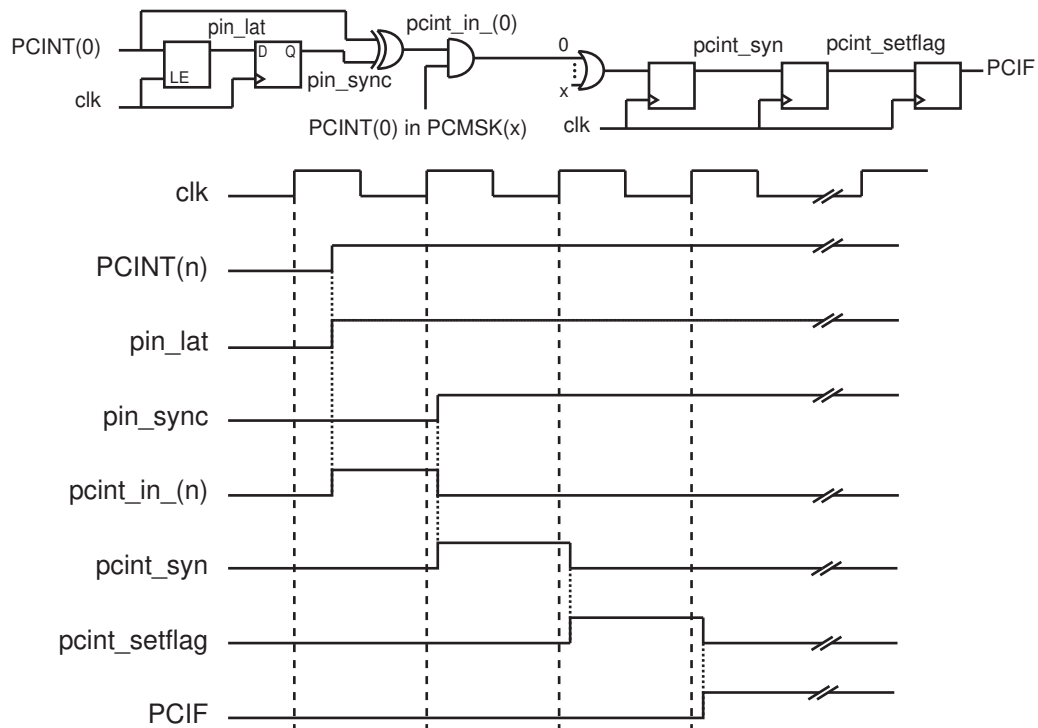 pin_lat
pcint_in_(0)
PCINT(0)
D
Q
LE
pin_sync
clk
PCINT(0) in PCMSK(x)
0
x
clk
pcint_syn
pcint_setflag
PCIF
clk
PCINT(n)
pin_lat
pin_sync
pcint_in_(n)
pcint_syn
pcint_setflag
PCIF